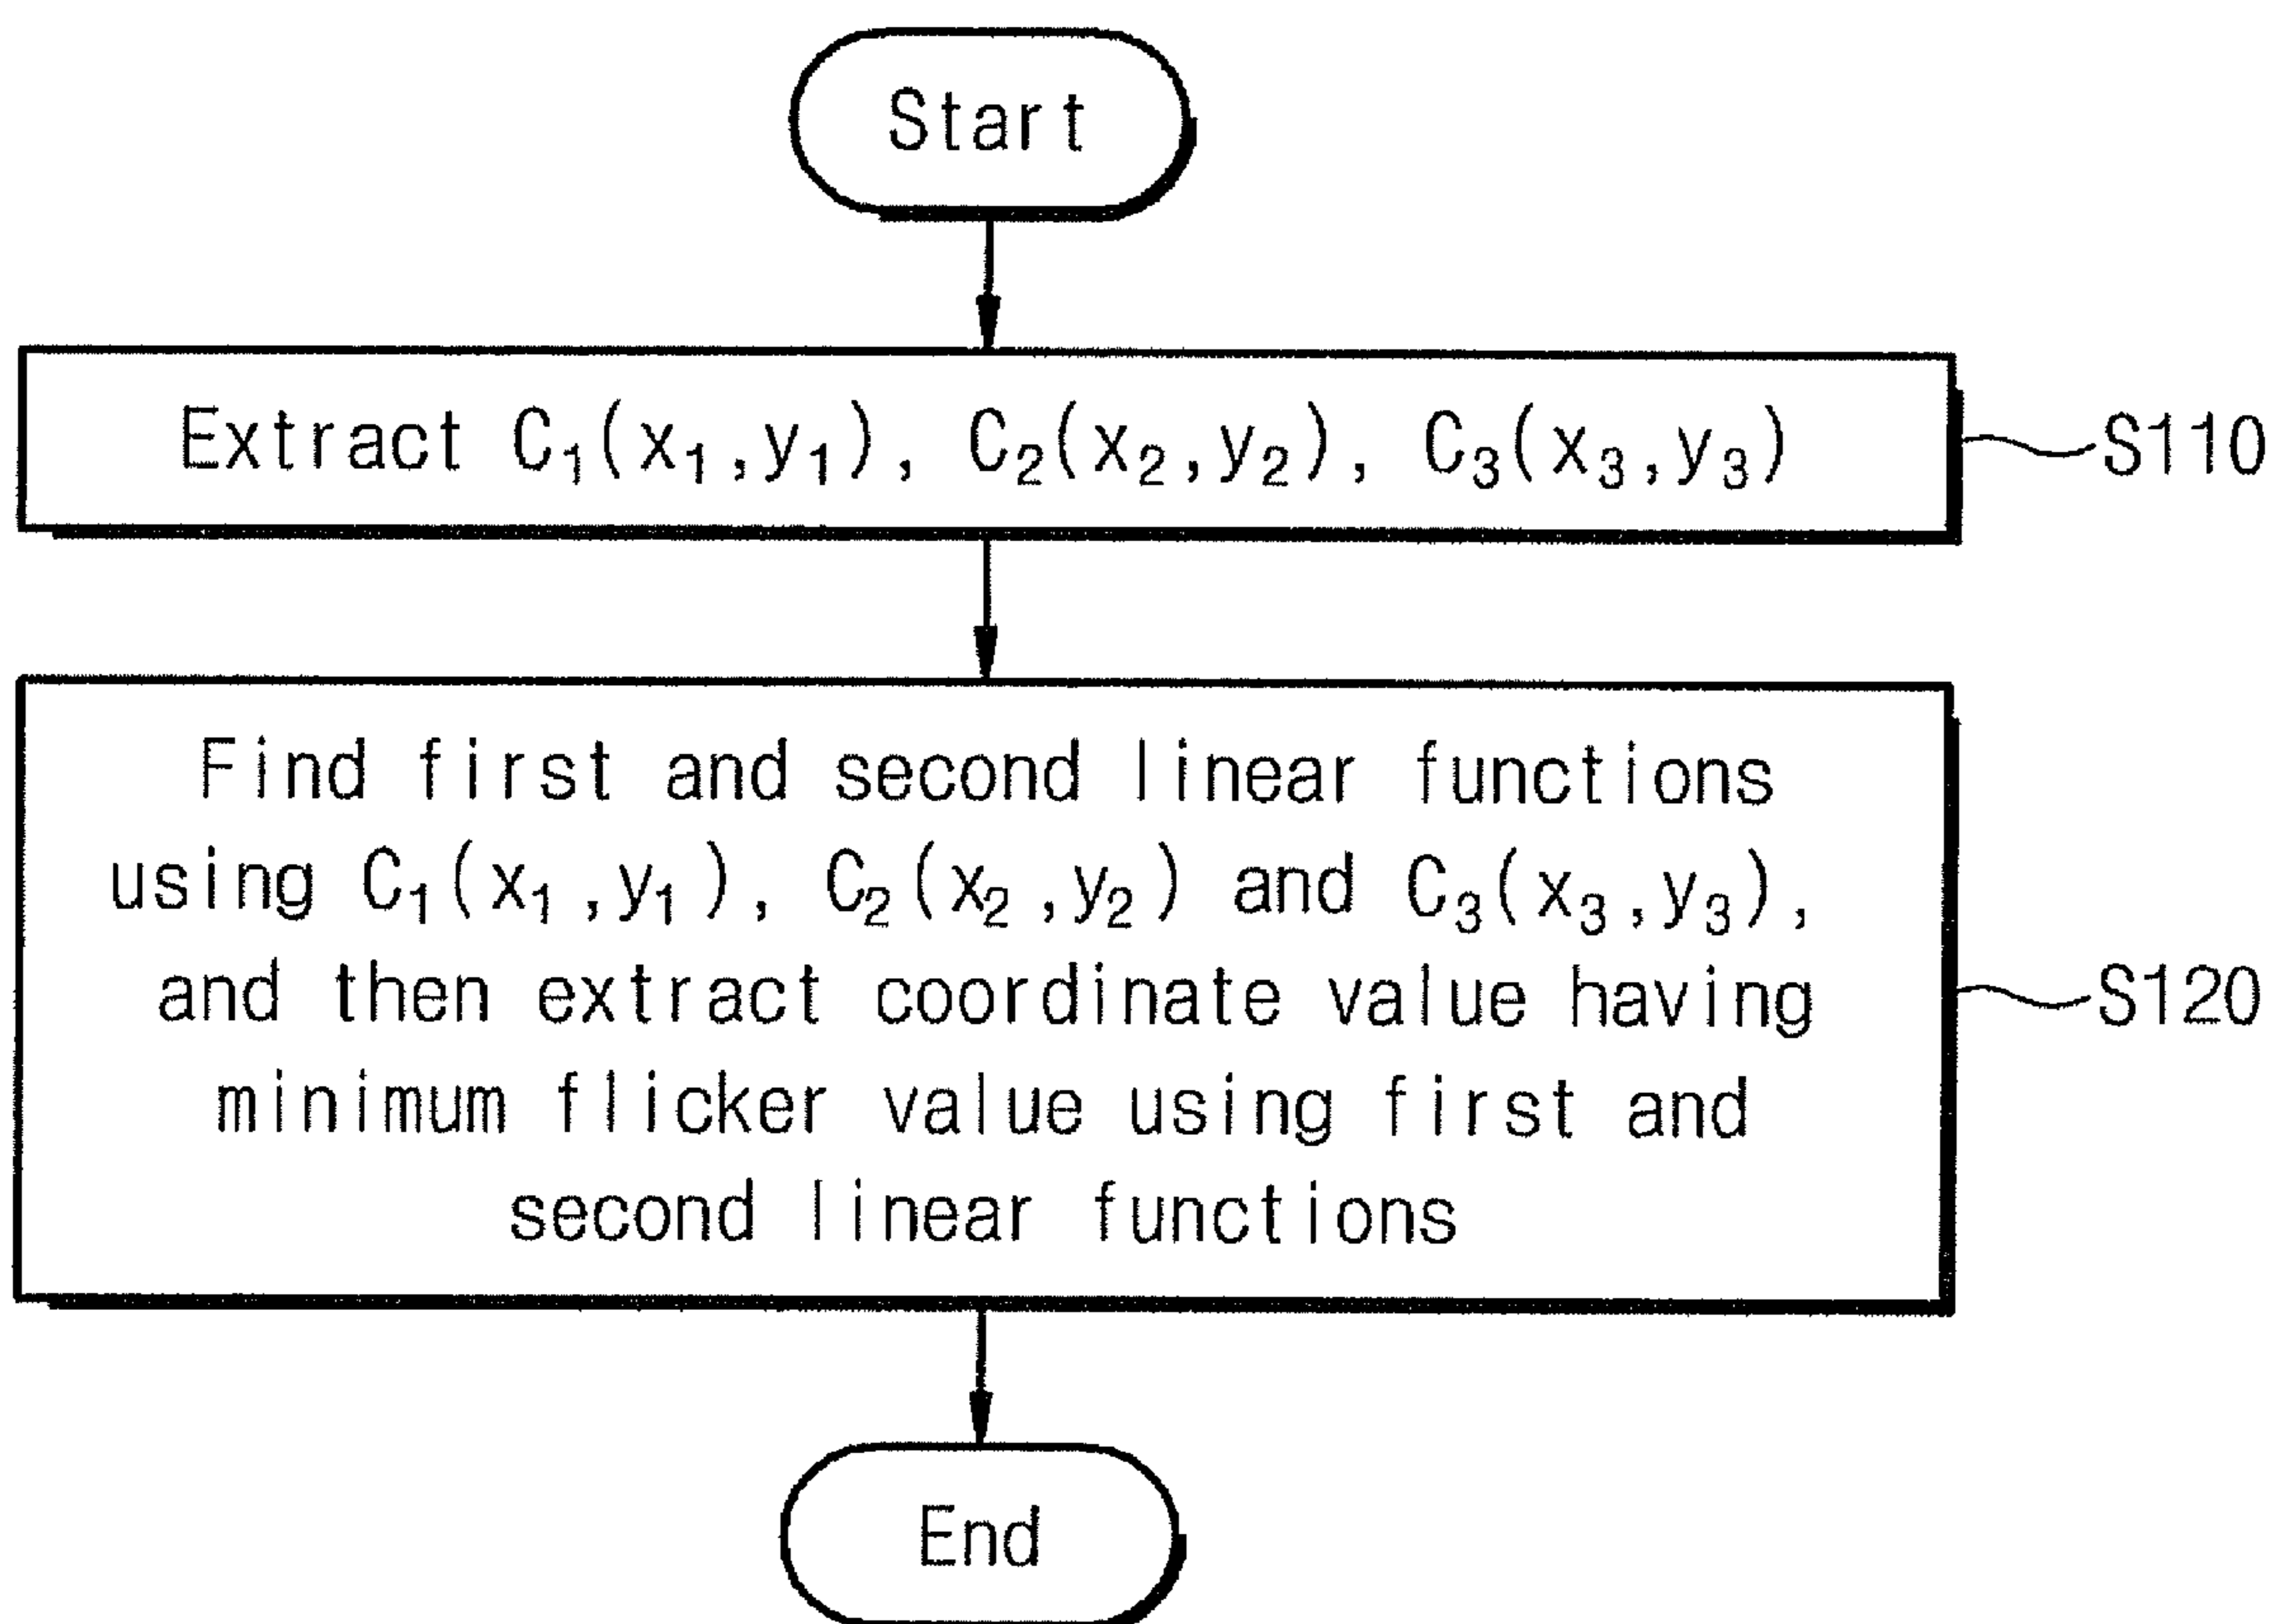 Start
Extract C₁(x₁,y₁), C₂(x₂,y₂), C₃(x₃,y₃)
S110
Find first and second linear functions
using C₁(x₁,y₁), C₂(x₂,y₂) and C₃(x₃,y₃),
and then extract coordinate value having
S120
minimum flicker value using first and
second linear functions
End